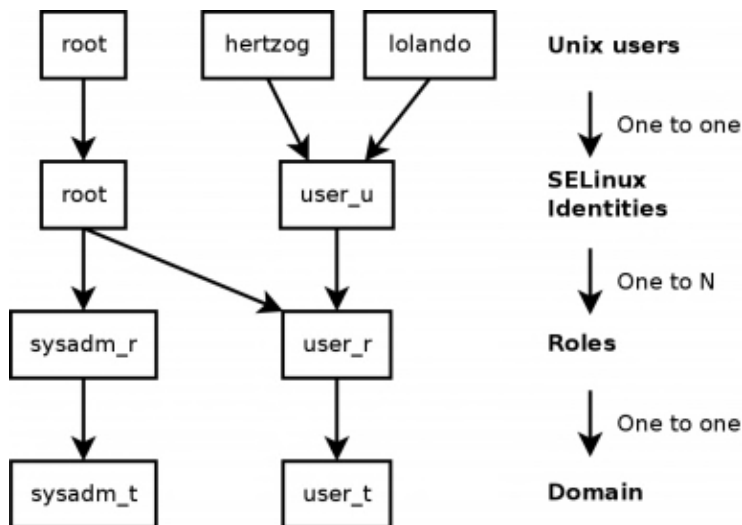 root
hertzog
lolando
Unix users
One to one
root
user_u
SELinux
Identities
One to N
sysadm_r
user_r
Roles
One to one
sysadm_t
user_t
Domain